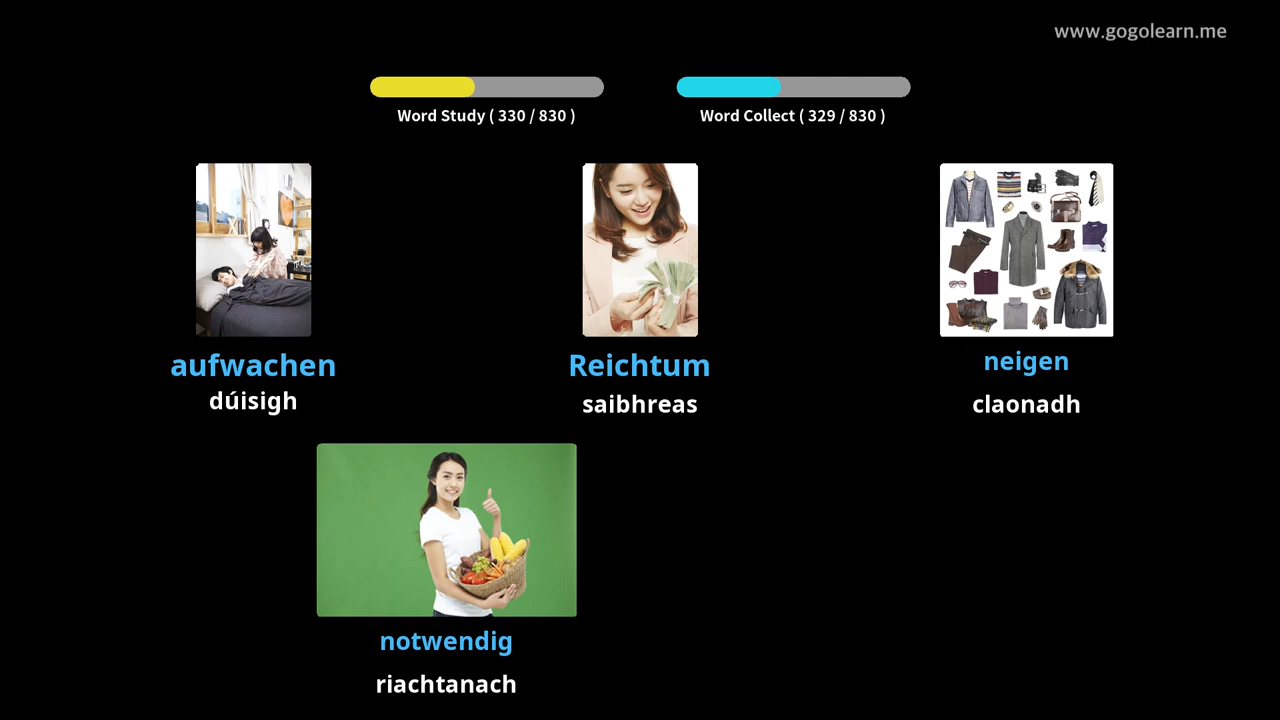 www.gogolearn.me
Word Study ( 330 / 830 )
Word Collect ( 329 / 830 )
aufwachen
dúisigh
Reichtum
saibhreas
neigen
claonadh
notwendig
riachtanach